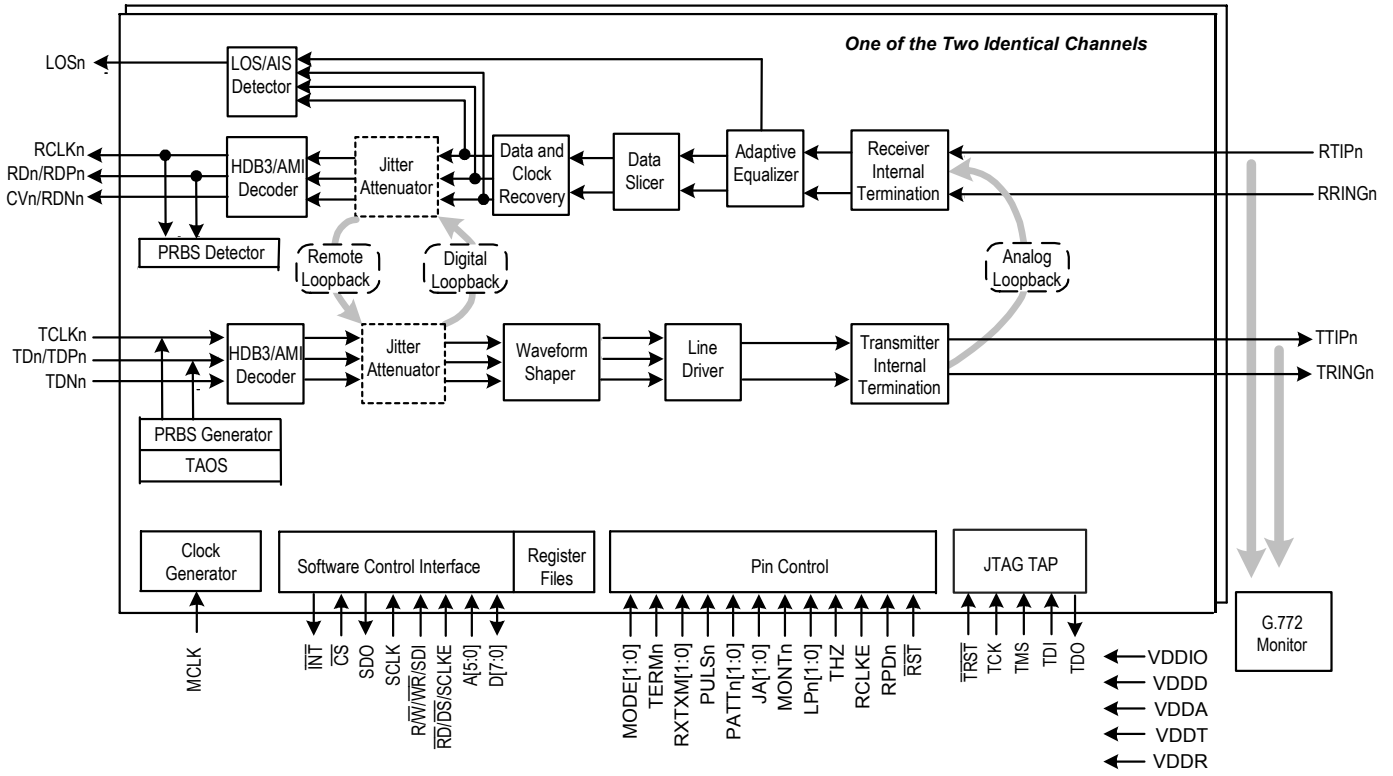 One of the Two Identical Channels
LOSn
LOS/AIS
Detector
RCLKn
RDn/RDPn
CVn/RDNn
HDB3/AMI
Decoder
Jitter
Attenuator
Data and
Clock
Recovery
Data
Slicer
Adaptive
Equalizer
Receiver
Internal
Termination
RTIPn
RRINGn
PRBS Detector
Remote
Loopback
Digital
Loopback
Analog
Loopback
TCLKn
TDn/TDPn
TDNn
HDB3/AMI
Decoder
Jitter
Attenuator
Waveform
Shaper
Line
Driver
Transmitter
Internal
Termination
TTIPn
TRINGn
PRBS Generator
TAOS
Clock
Generator
Software Control Interface
Register
Files
Pin Control
JTAG TAP
G.772
Monitor
MCLK
INT
CS
SDO
SCLK
R/W/WR/SDI
RD/DS/SCLKE
A[5:0]
D[7:0]
MODE[1:0]
TERMn
RXTXM[1:0]
PULSn
PATTn[1:0]
JA[1:0]
MONTn
LPn[1:0]
THZ
RCLKE
RPDn
RST
TRST
TCK
TMS
TDI
TDO
VDDIO
VDDD
VDDA
VDDT
VDDR